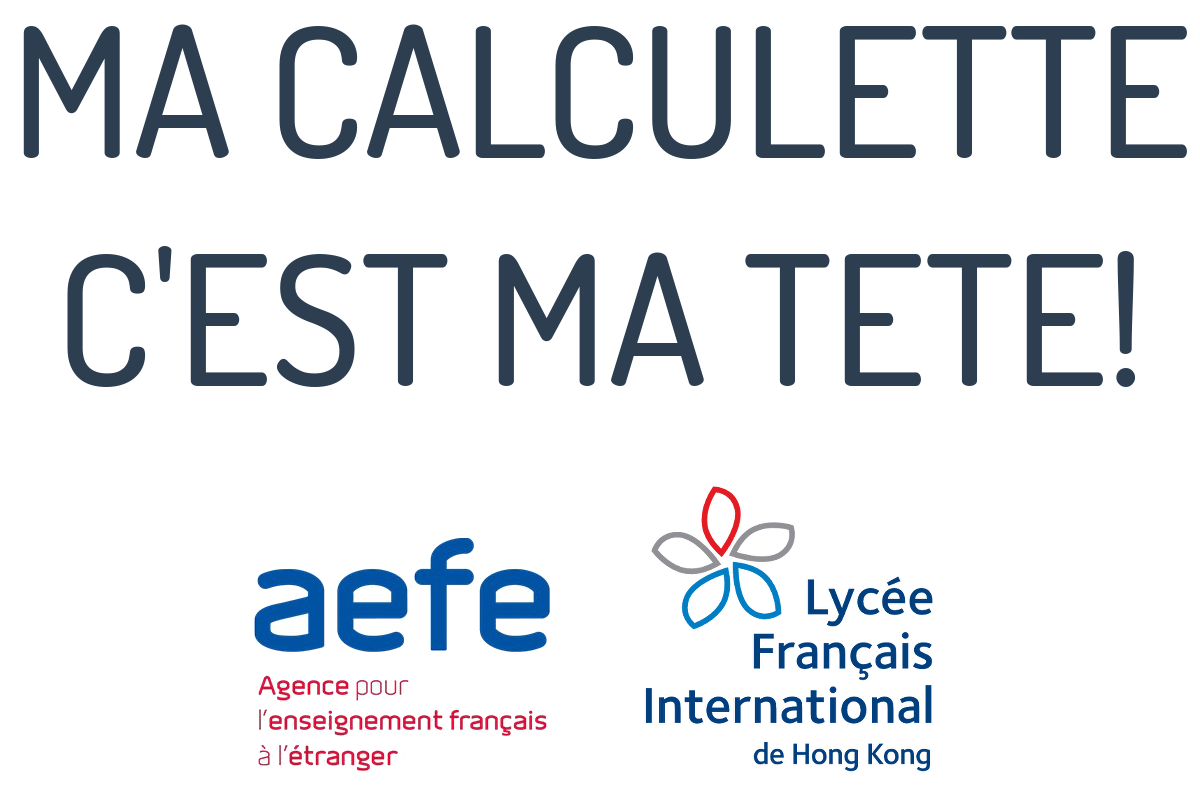 MA CALCULETTE
C'EST MA TETE!
aefe
Agence pour
l'enseignement français
à l'étranger
Lycée
Français
International
de Hong Kong